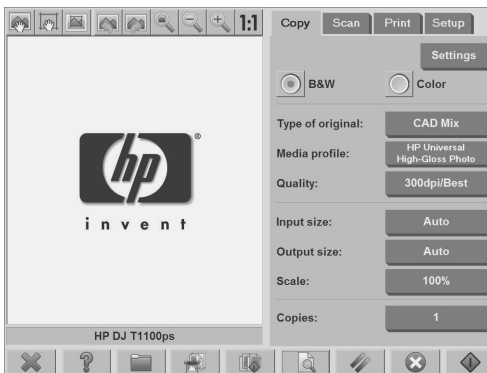 1:1
Copy
Scan
Print
Setup
Settings
B&W
Color
Type of original:
CAD Mix
Media profile:
HP Universal
High-Gloss Photo
Quality:
300dpi/Best
Input size:
Auto
Output size:
Auto
Scale:
100%
Copies:
1
hp
®
invent
HP DJ T1100ps
?